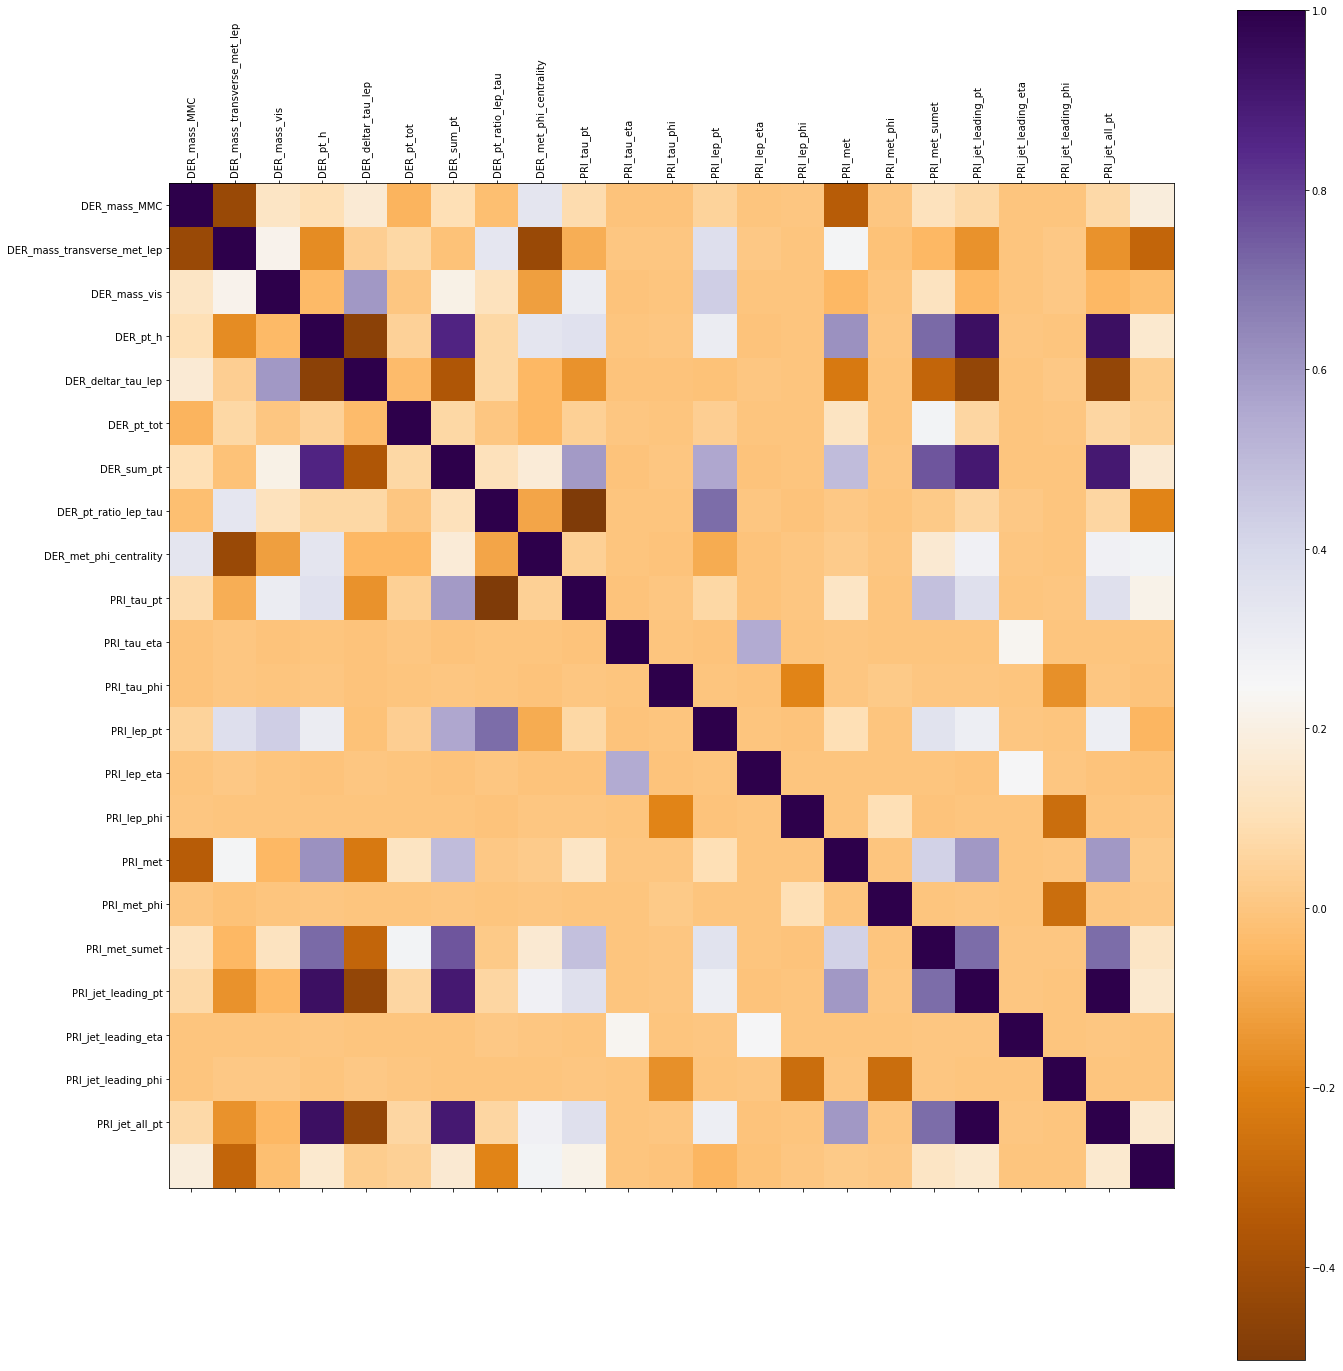 DER_mass_MMC
DER_mass_transverse_met_lep
DER_mass_vis
DER_pt_h
DER_deltar_tau_lep
DER_pt_tot
DER_sum_pt
DER_pt_ratio_lep_tau
DER_met_phi_centrality
PRI_tau_pt
PRI_tau_eta
PRI_tau_phi
PRI_lep_pt
PRI_lep_eta
PRI_lep_phi
PRI_met
PRI_met_phi
PRI_met_sumet
PRI_jet_leading_pt
PRI_jet_leading_eta
PRI_jet_leading_phi
PRI_jet_all_pt
DER_mass_MMC
DER_mass_transverse_met_lep
DER_mass_vis
DER_pt_h
DER_deltar_tau_lep
DER_pt_tot
DER_sum_pt
DER_pt_ratio_lep_tau
DER_met_phi_centrality
PRI_tau_pt
PRI_tau_eta
PRI_tau_phi
PRI_lep_pt
PRI_lep_eta
PRI_lep_phi
PRI_met
PRI_met_phi
PRI_met_sumet
PRI_jet_leading_pt
PRI_jet_leading_eta
PRI_jet_leading_phi
PRI_jet_all_pt
1.0
0.8
0.6
0.4
0.2
0.0
−0.2
−0.4